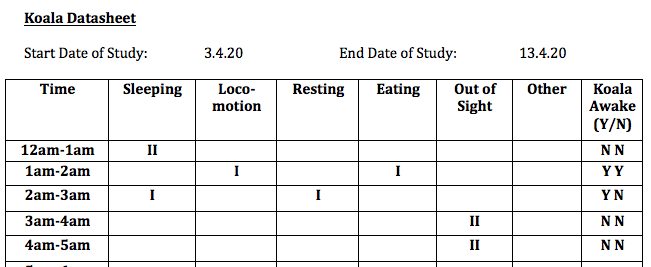 Koala Datasheet
Start Date of Study: 3.4.20 End Date of Study: 13.4.20
Time Sleeping Loco- Resting Eating Out of Other Koala
motion Sight Awake
(Y/N)
12am-1am II N N
1am-2am I I Y Y
2am-3am I I Y N
3am-4am II N N
4am-5am II N N